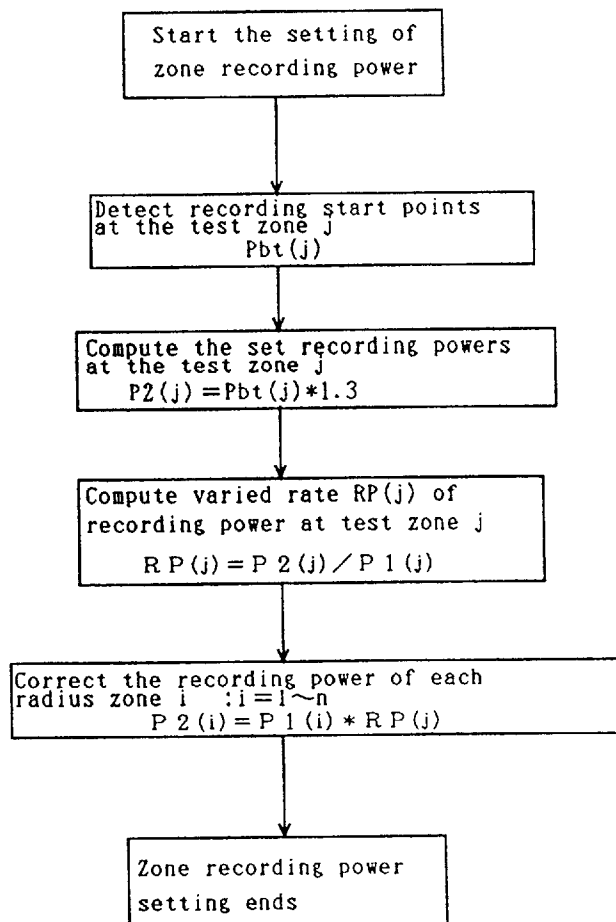 Start the setting of
zone recording power
Detect recording start points
at the test zone j
Pbt(j)
Compute the set recording powers
at the test zone j
P2(j)=Pbt(j)*1.3
Compute varied rate RP(j) of
recording power at test zone j
RP(j)=P2(j)/P1(j)
Correct the recording power of each
radius zone i :i=1~n
P2(i)=P1(i)*RP(j)
Zone recording power
setting ends